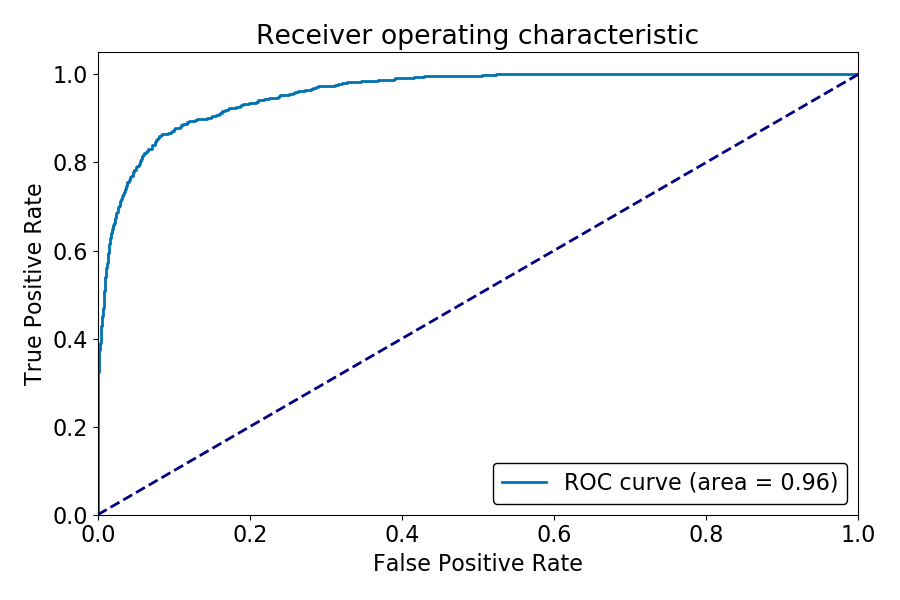 Receiver operating characteristic
1.0
0.8
0.6
0.4
0.2
0.0
True Positive Rate
ROC curve (area = 0.96)
0.0 0.2 0.4 0.6 0.8 1.0
False Positive Rate